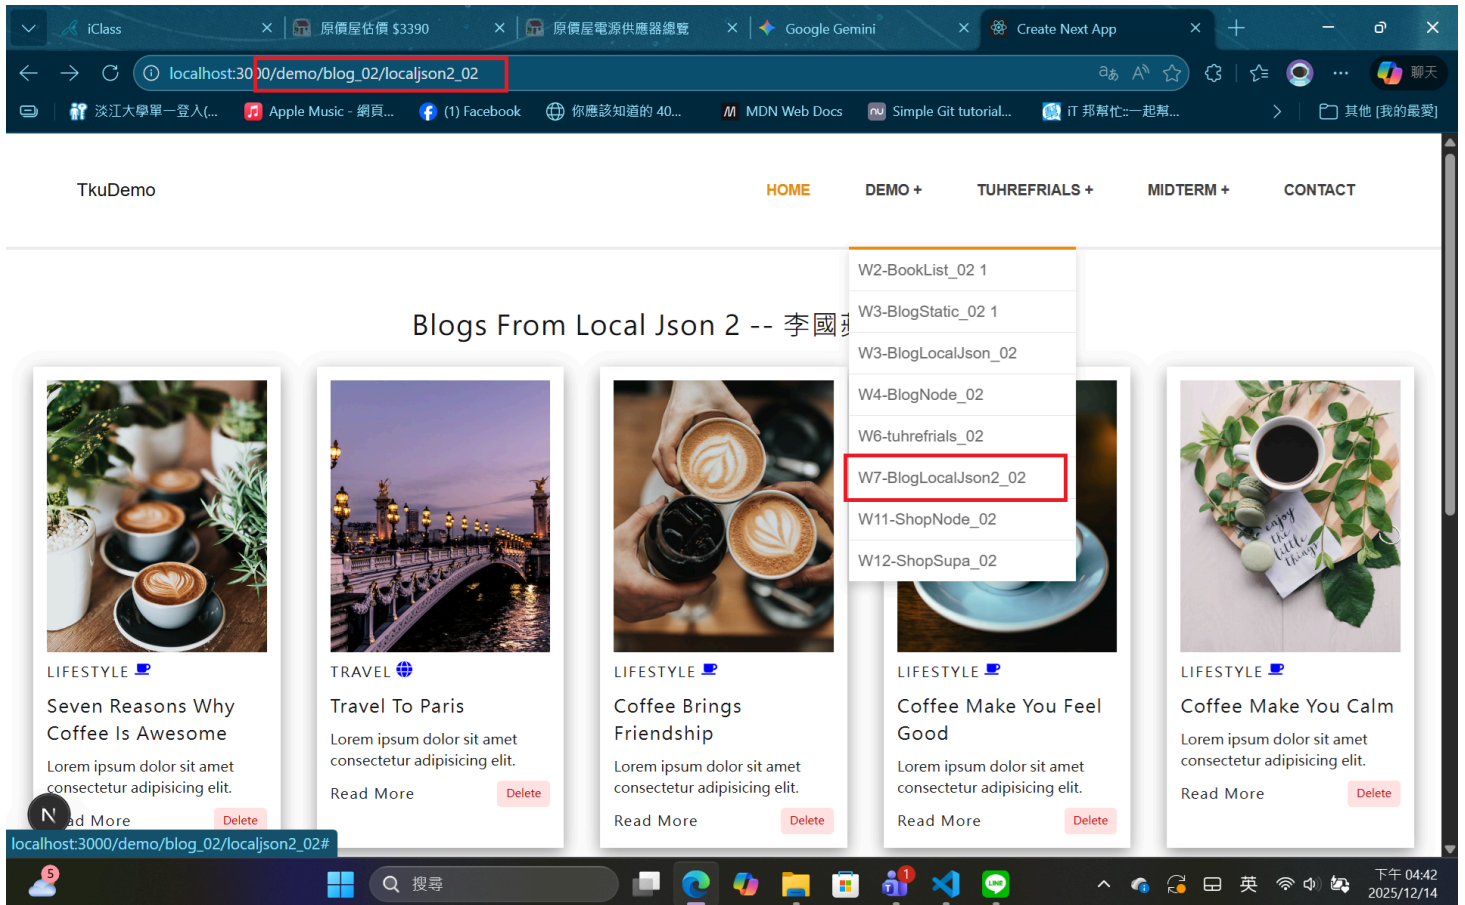 iClass
原價屋估價 $3390
原價屋電源供應器總覽
Google Gemini
Create Next App
localhost:3000/demo/blog_02/localjson2_02
聊天
淡江大學單一登入(...
Apple Music - 網頁...
(1) Facebook
你應該知道的 40...
MDN Web Docs
Simple Git tutorial...
iT 邦幫忙::一起幫...
其他 [我的最愛]
TkuDemo
HOME
DEMO +
TUHREFRIALS +
MIDTERM +
CONTACT
W2-BookList_02 1
W3-BlogStatic_02 1
W3-BlogLocalJson_02
W4-BlogNode_02
W6-tuhrefrials_02
W7-BlogLocalJson2_02
W11-ShopNode_02
W12-ShopSupa_02
Blogs From Local Json 2 -- 李國
enjoy
the
little
things
LIFESTYLE
Seven Reasons Why
Coffee Is Awesome
Lorem ipsum dolor sit amet
consectetur adipisicing elit.
ad More
Delete
TRAVEL
Travel To Paris
Lorem ipsum dolor sit amet
consectetur adipisicing elit.
Read More
Delete
LIFESTYLE
Coffee Brings
Friendship
Lorem ipsum dolor sit amet
consectetur adipisicing elit.
Read More
Delete
LIFESTYLE
Coffee Make You Feel
Good
Lorem ipsum dolor sit amet
consectetur adipisicing elit.
Read More
Delete
LIFESTYLE
Coffee Make You Calm
Lorem ipsum dolor sit amet
consectetur adipisicing elit.
Read More
Delete
N
localhost:3000/demo/blog_02/localjson2_02#
5
搜尋
1
英
下午 04:42
2025/12/14